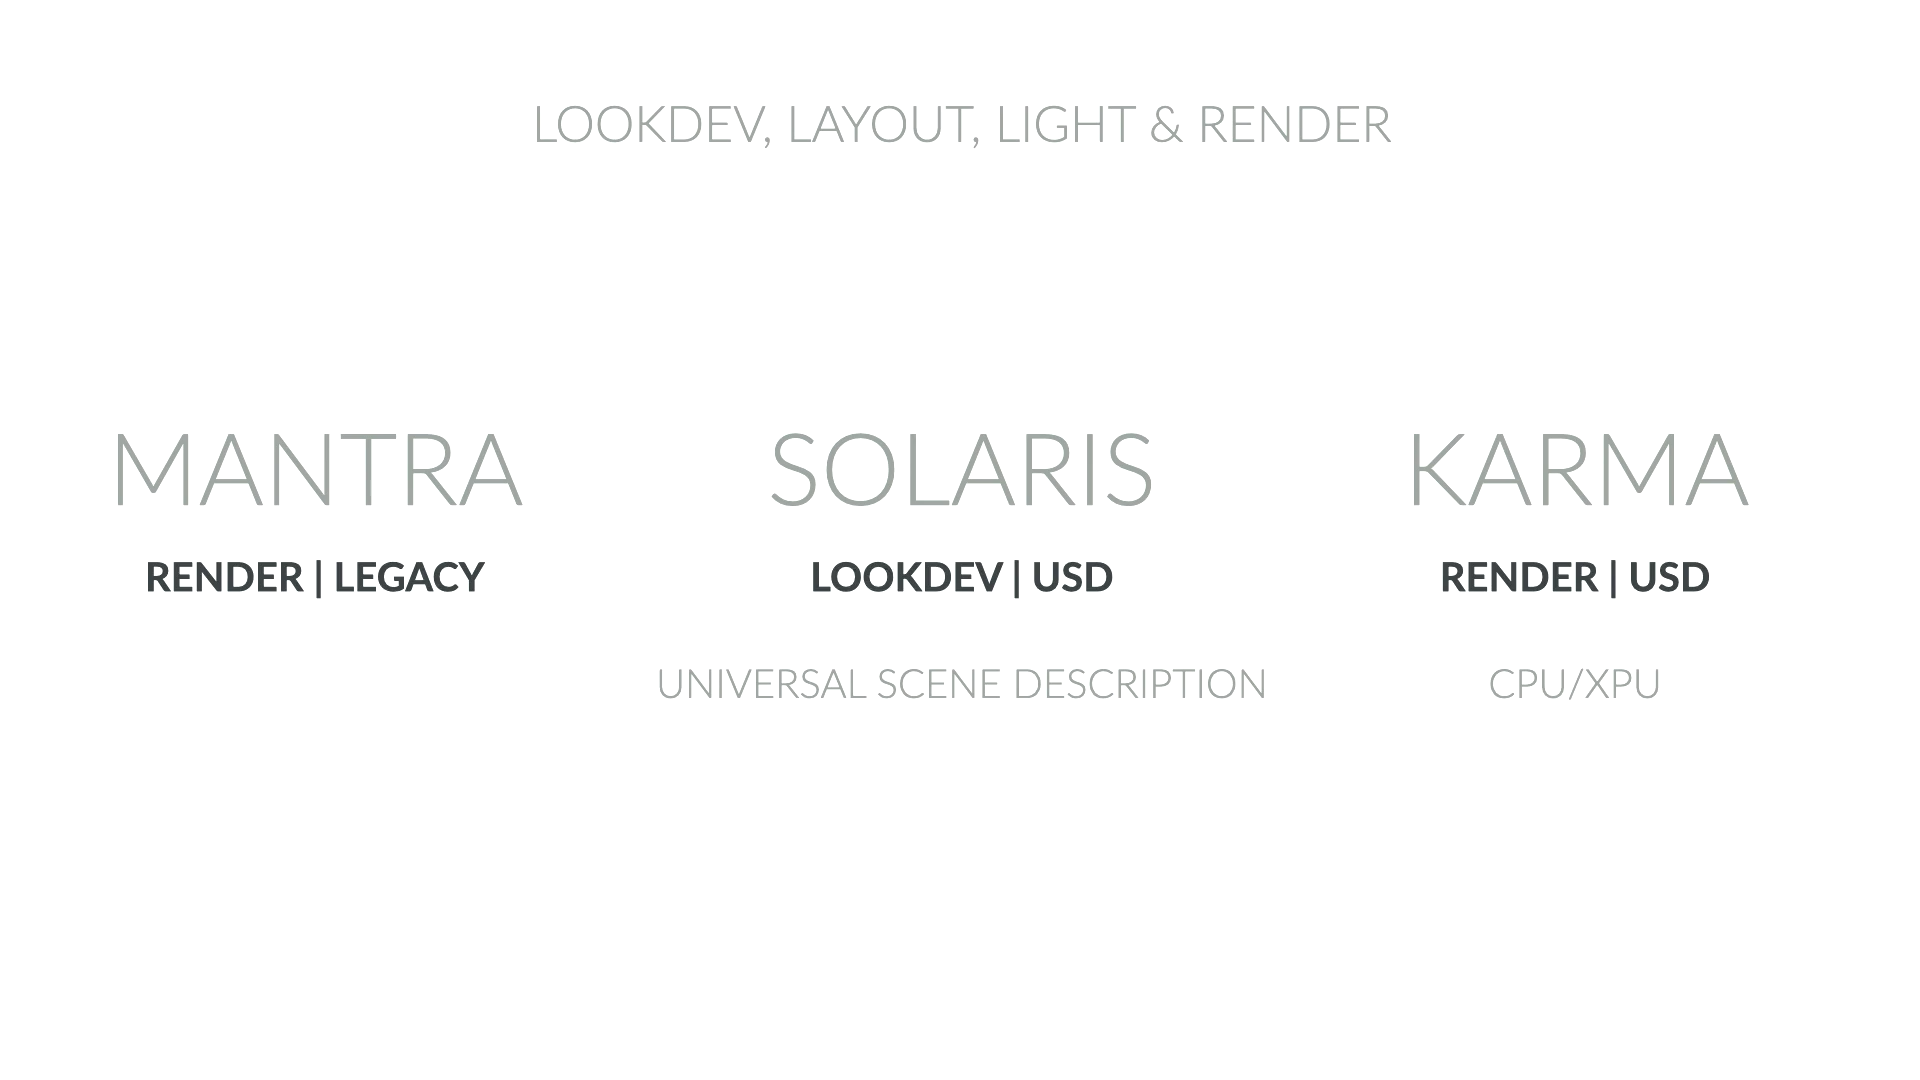 LOOKDEV, LAYOUT, LIGHT & RENDER
MANTRA
RENDER | LEGACY
SOLARIS
LOOKDEV | USD
UNIVERSAL SCENE DESCRIPTION
KARMA
RENDER | USD
CPU/XPU